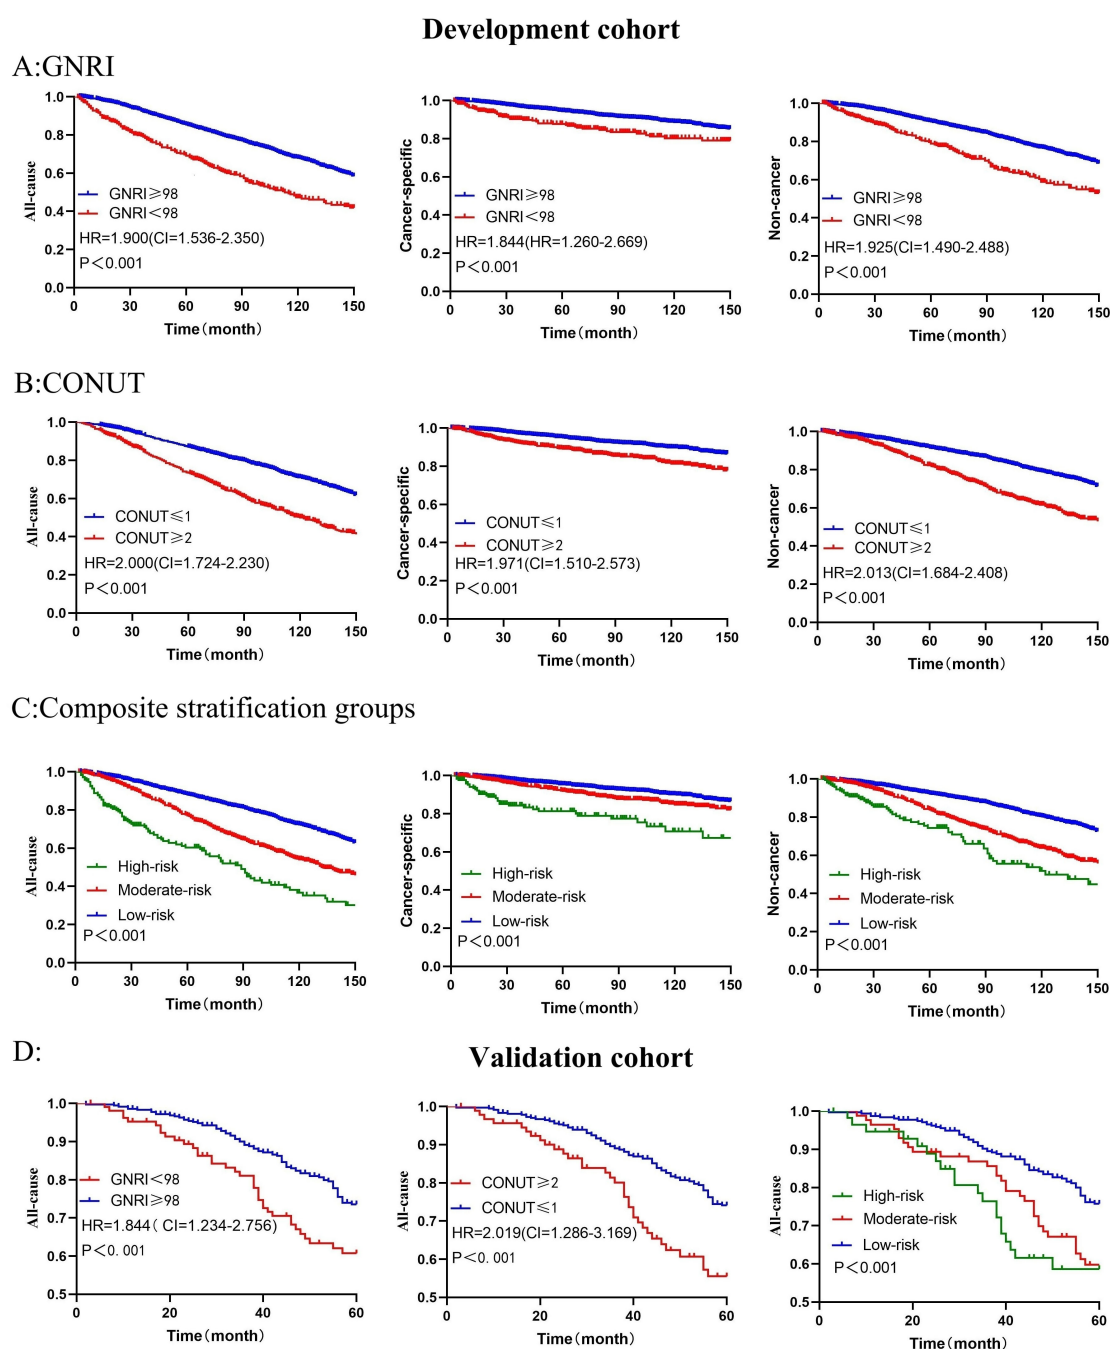 Development cohort
A:GNRI
All-cause
1.0
0.8
0.6
0.4
0.2
0.0
GNRI≥98
GNRI<98
HR=1.900(CI=1.536-2.350)
P<0.001
0 30 60 90 120 150
Time(month)
Cancer-specific
1.0
0.8
0.6
0.4
0.2
0.0
GNRI≥98
GNRI<98
HR=1.844(HR=1.260-2.669)
P<0.001
0 30 60 90 120 150
Time(month)
Non-cancer
1.0
0.8
0.6
0.4
0.2
0.0
GNRI≥98
GNRI<98
HR=1.925(CI=1.490-2.488)
P<0.001
0 30 60 90 120 150
Time(month)
B:CONUT
All-cause
1.0
0.8
0.6
0.4
0.2
0.0
CONUT≤1
CONUT≥2
HR=2.000(CI=1.724-2.230)
P<0.001
0 30 60 90 120 150
Time(month)
Cancer-specific
1.0
0.8
0.6
0.4
0.2
0.0
CONUT≤1
CONUT≥2
HR=1.971(CI=1.510-2.573)
P<0.001
0 30 60 90 120 150
Time(month)
Non-cancer
1.0
0.8
0.6
0.4
0.2
0.0
CONUT≤1
CONUT≥2
HR=2.013(CI=1.684-2.408)
P<0.001
0 30 60 90 120 150
Time(month)
C:Composite stratification groups
All-cause
1.0
0.8
0.6
0.4
0.2
0.0
High-risk
Moderate-risk
Low-risk
P<0.001
0 30 60 90 120 150
Time(month)
Cancer-specific
1.0
0.8
0.6
0.4
0.2
0.0
High-risk
Moderate-risk
Low-risk
P<0.001
0 30 60 90 120 150
Time(month)
Non-cancer
1.0
0.8
0.6
0.4
0.2
0.0
High-risk
Moderate-risk
Low-risk
P<0.001
0 30 60 90 120 150
Time(month)
D:
Validation cohort
All-cause
1.0
0.9
0.8
0.7
0.6
0.5
GNRI<98
GNRI≥98
HR=1.844( CI=1.234-2.756)
P<0.001
0 20 40 60
Time(month)
All-cause
1.0
0.9
0.8
0.7
0.6
0.5
CONUT≥2
CONUT≤1
HR=2.019(CI=1.286-3.169)
P<0.001
0 20 40 60
Time(month)
All-cause
1.0
0.9
0.8
0.7
0.6
0.5
High-risk
Moderate-risk
Low-risk
P<0.001
0 20 40 60
Time(month)